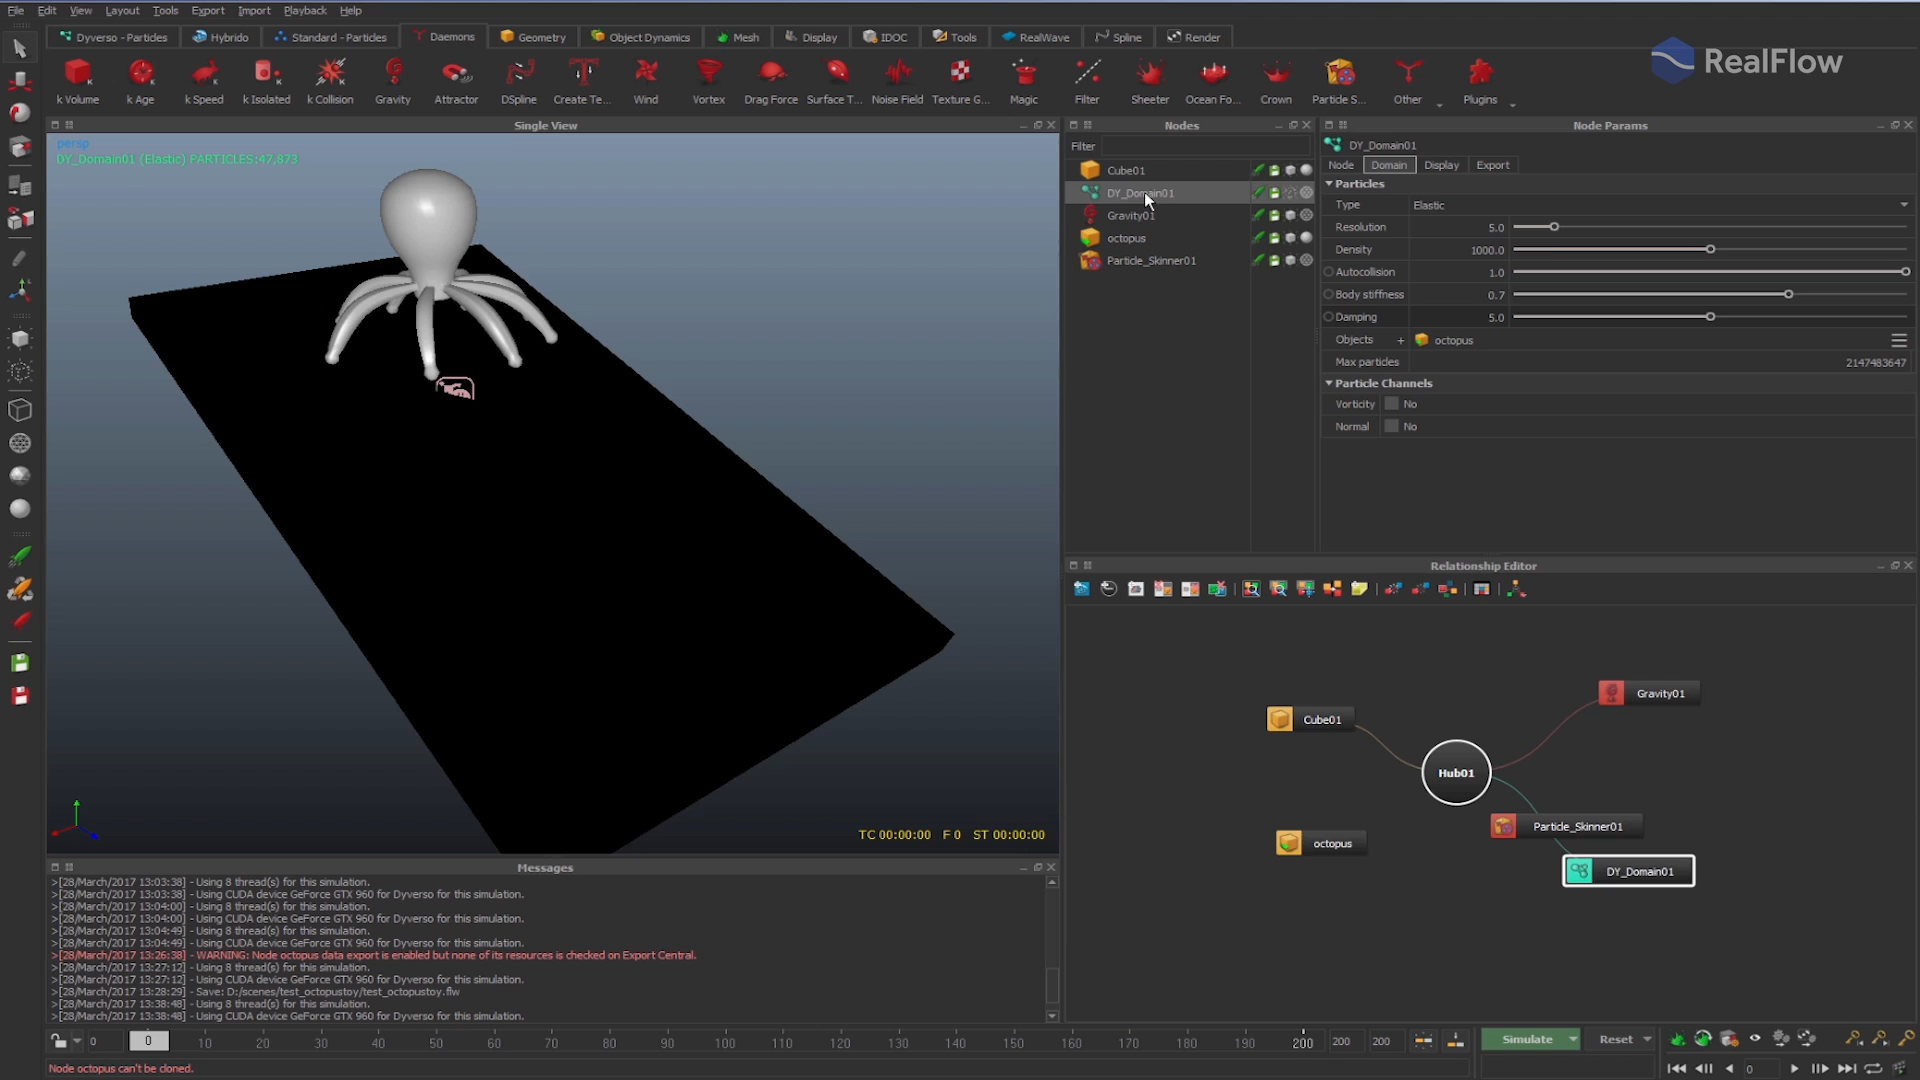 File Edit View Layout Tools Export Import Playback Help
Dyverso - Particles Hybrido Standard - Particles Daemons Geometry Object Dynamics Mesh Display IDOC Tools RealWave Spline Render
RealFlow
k Volume k Age k Speed k Isolated k Collision Gravity Attractor DSpline Create Te... Wind Vortex Drag Force Surface T... Noise Field Texture G... Magic Filter Sheeter Ocean Fo... Crown Particle S... Other Plugins
Single View
persp
DY_Domain01 (Elastic) PARTICLES:47,873
TC 00:00:00 F 0 ST 00:00:00
Nodes
Filter
Cube01
DY_Domain01
Gravity01
octopus
Particle_Skinner01
Node Params
DY_Domain01
Node Domain Display Export
Particles
Type Elastic
Resolution 5.0
Density 1000.0
Autocollision 1.0
Body stiffness 0.7
Damping 5.0
Objects + octopus
Max particles 2147483647
Particle Channels
Vorticity No
Normal No
Relationship Editor
Gravity01
Cube01
Hub01
Particle_Skinner01
octopus
DY_Domain01
Messages
>[28/March/2017 13:03:38] - Using 8 thread(s) for this simulation.
>[28/March/2017 13:03:38] - Using CUDA device GeForce GTX 960 for Dyverso for this simulation.
>[28/March/2017 13:04:00] - Using 8 thread(s) for this simulation.
>[28/March/2017 13:04:00] - Using CUDA device GeForce GTX 960 for Dyverso for this simulation.
>[28/March/2017 13:04:49] - Using 8 thread(s) for this simulation.
>[28/March/2017 13:04:49] - Using CUDA device GeForce GTX 960 for Dyverso for this simulation.
>[28/March/2017 13:26:38] - WARNING: Node octopus data export is enabled but none of its resources is checked on Export Central.
>[28/March/2017 13:27:12] - Using 8 thread(s) for this simulation.
>[28/March/2017 13:27:12] - Using CUDA device GeForce GTX 960 for Dyverso for this simulation.
>[28/March/2017 13:28:29] - Save: D:/scenes/test_octopustoy/test_octopustoy.flw
>[28/March/2017 13:38:48] - Using 8 thread(s) for this simulation.
>[28/March/2017 13:38:48] - Using CUDA device GeForce GTX 960 for Dyverso for this simulation.
0 0 10 20 30 40 50 60 70 80 90 100 110 120 130 140 150 160 170 180 190 200 200 200
Simulate Reset
Node octopus can't be cloned.
0